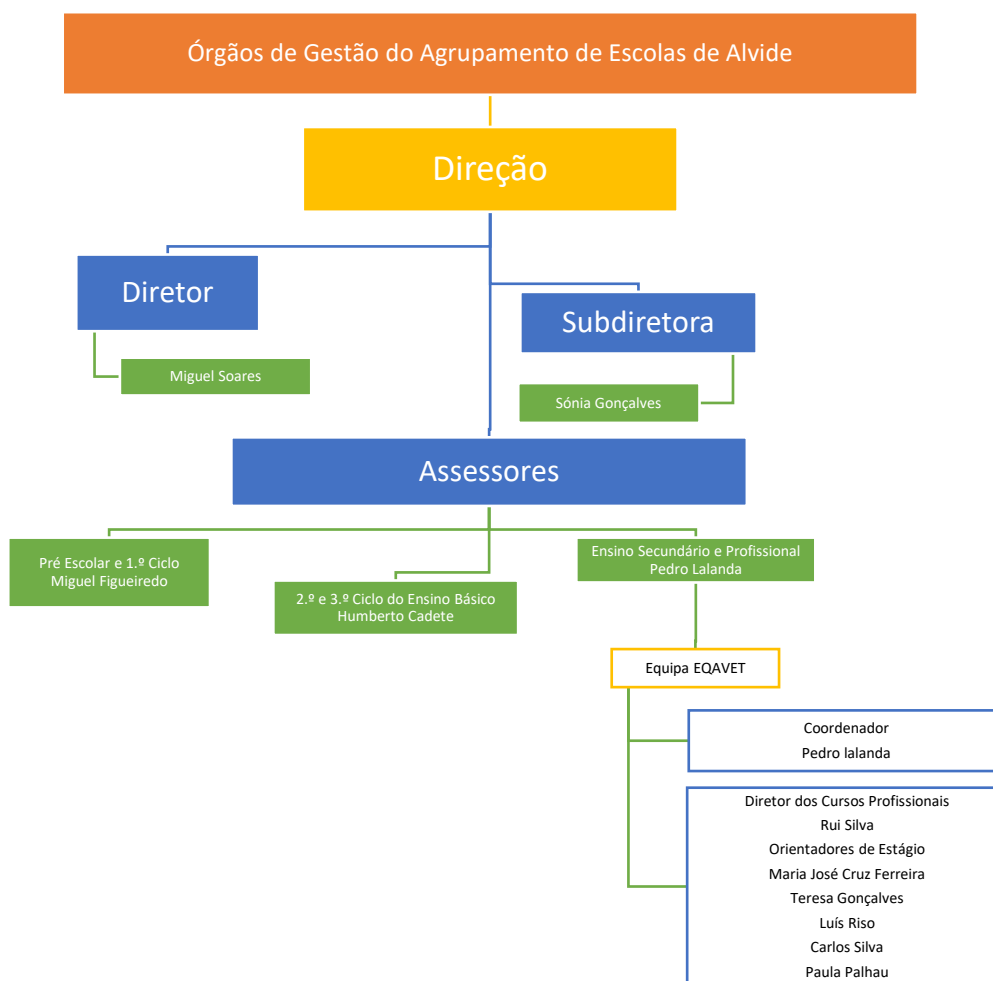 Órgãos de Gestão do Agrupamento de Escolas de Alvide
Direção
Diretor
Miguel Soares
Subdiretora
Sónia Gonçalves
Assessores
Pré Escolar e 1.º Ciclo
Miguel Figueiredo
2.º e 3.º Ciclo do Ensino Básico
Humberto Cadete
Ensino Secundário e Profissional
Pedro Lalanda
Equipa EQAVET
Coordenador
Pedro lalanda
Diretor dos Cursos Profissionais
Rui Silva
Orientadores de Estágio
Maria José Cruz Ferreira
Teresa Gonçalves
Luís Riso
Carlos Silva
Paula Palhau